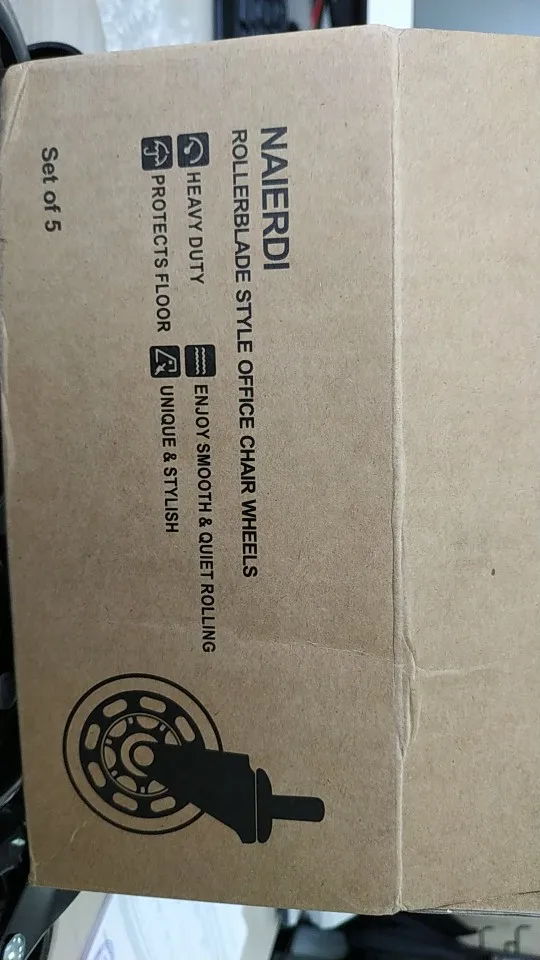 NAIERDI
ROLLERBLADE STYLE OFFICE CHAIR WHEELS
HEAVY DUTY
ENJOY SMOOTH & QUIET ROLLING
PROTECTS FLOOR
UNIQUE & STYLISH
Set of 5